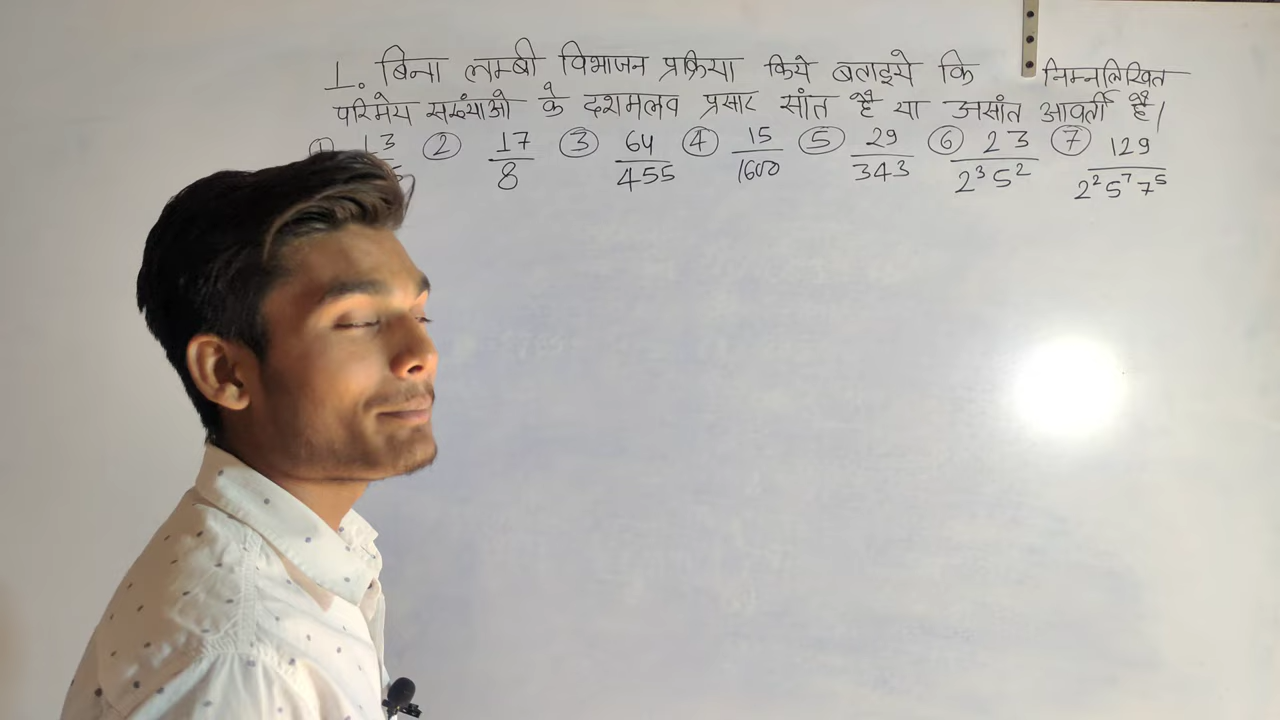 1. बिना लम्बी विभाजन प्रक्रिया किये बताइये कि निम्नलिखित
परिमेय सख्याओ के दशमलव प्रसार सांत है या असांत आवर्ती है।
① 13 ② 17/8 ③ 64/455 ④ 15/1600 ⑤ 29/343 ⑥ 23/2³5² ⑦ 129/2²5⁷7⁵